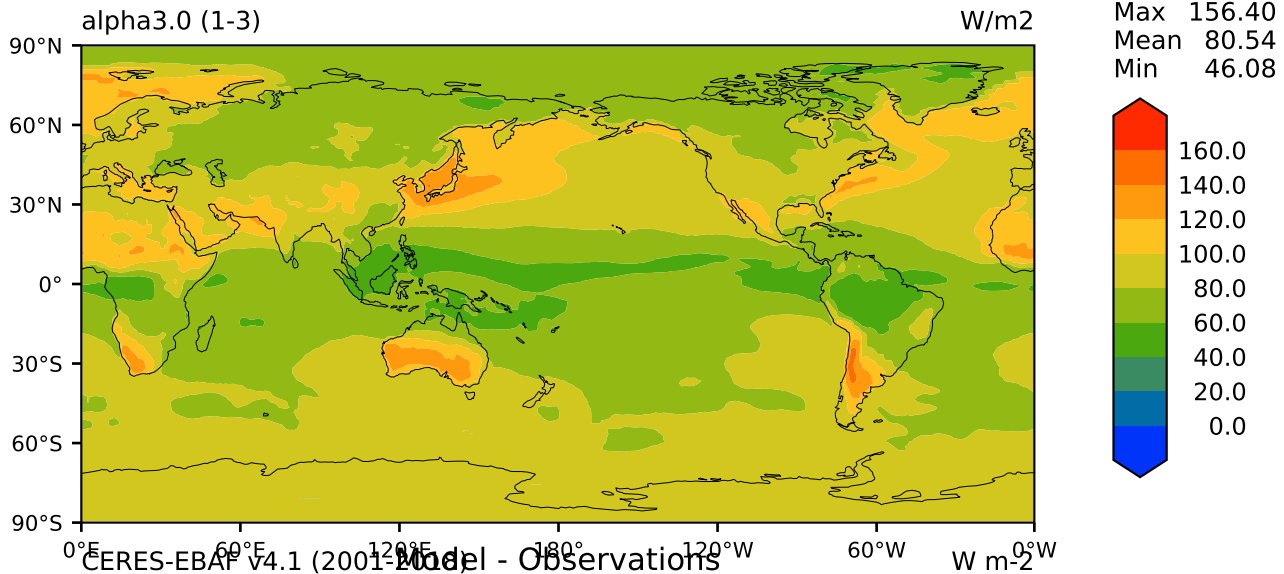 alpha3.0 (1-3) W/m2
Max 156.40
Mean 80.54
Min 46.08
90°N
60°N
30°N
0°
30°S
60°S
90°S
160.0
140.0
120.0
100.0
80.0
60.0
40.0
20.0
0.0
0°E 60°E 120°E 180° 120°W 60°W 0°W
CERES-EBAF v4.1 (2001-2018) Model - Observations W m-2